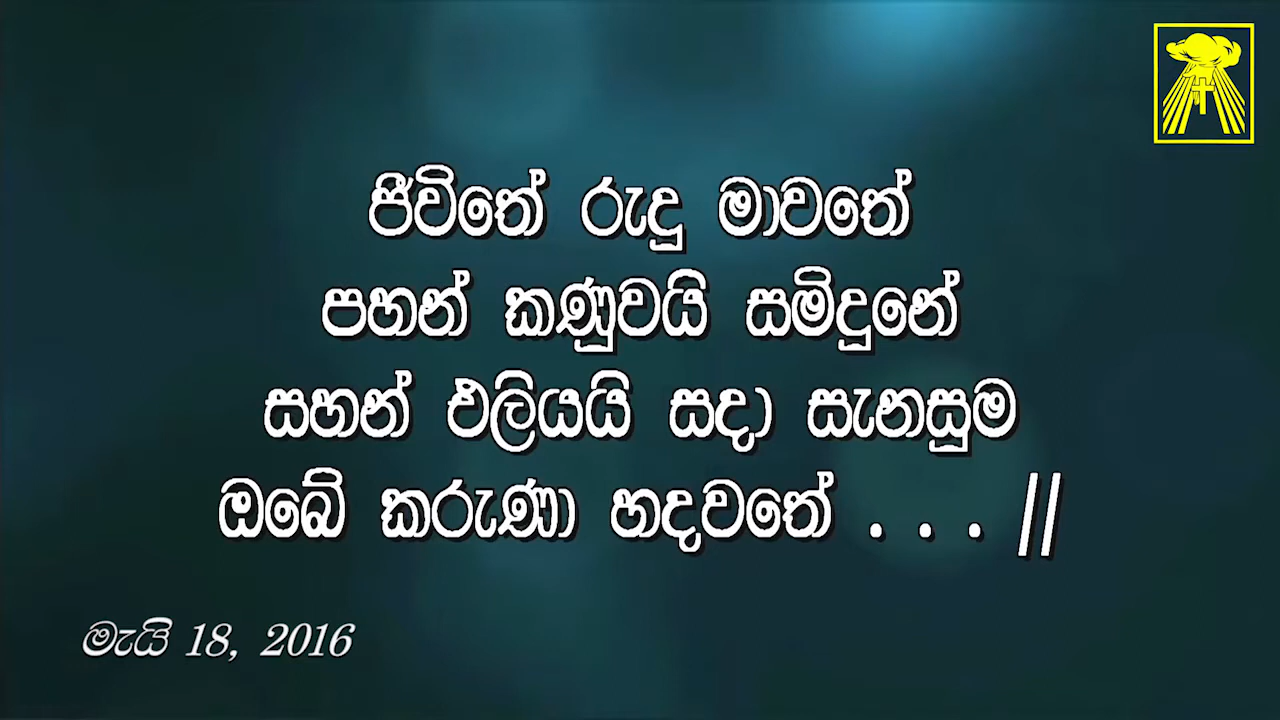 ජීවිතේ රුදු මාවතේ
පහන් කණුවයි සමිදුනේ
සහන් එලියයි සදා සැනසුම
ඔබේ කරුණා හදවතේ . . . //
මැයි 18, 2016